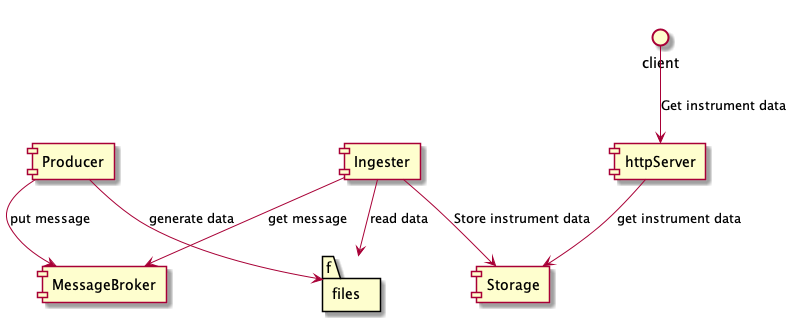 client
Get instrument data
Producer
Ingester
httpServer
put message
generate data
get message
read data
Store instrument data
get instrument data
f
MessageBroker
files
Storage